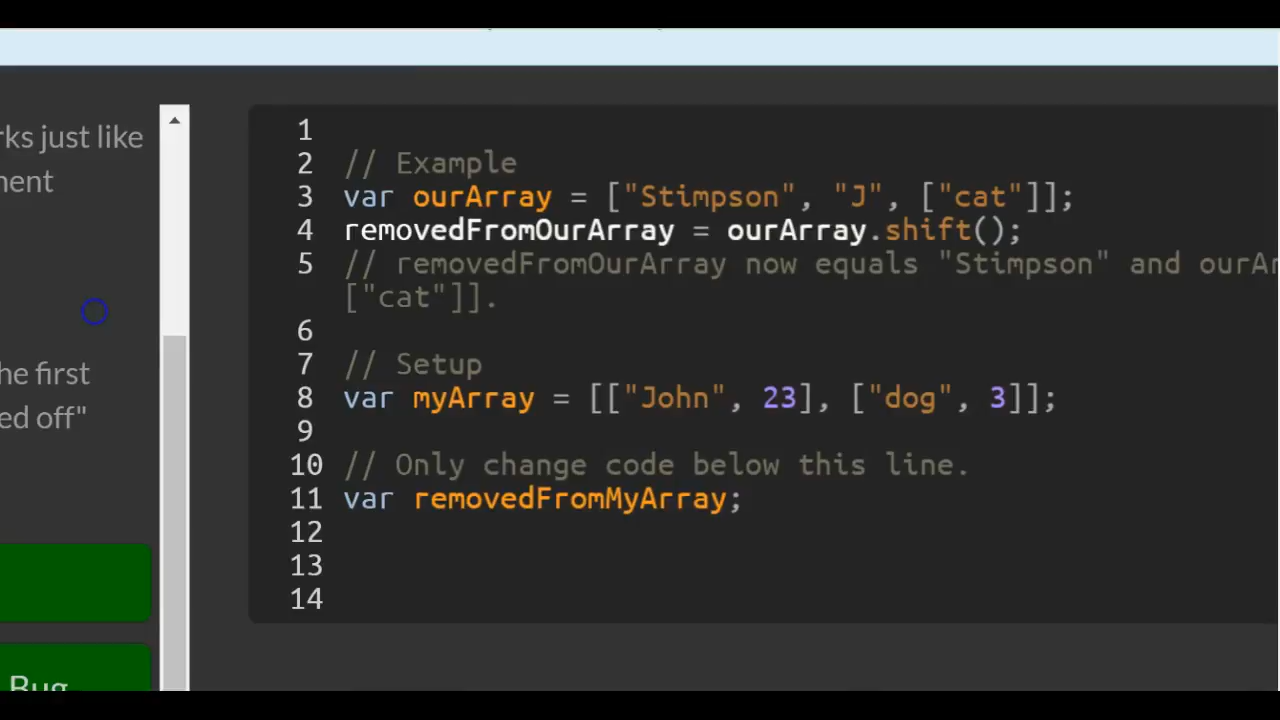 rks just like
nent
he first
ed off"
Bug
1
2 // Example
3 var ourArray = ["Stimpson", "J", ["cat"]];
4 removedFromOurArray = ourArray.shift();
5 // removedFromOurArray now equals "Stimpson" and ourAr
["cat"]].
6
7 // Setup
8 var myArray = [["John", 23], ["dog", 3]];
9
10 // Only change code below this line.
11 var removedFromMyArray;
12
13
14